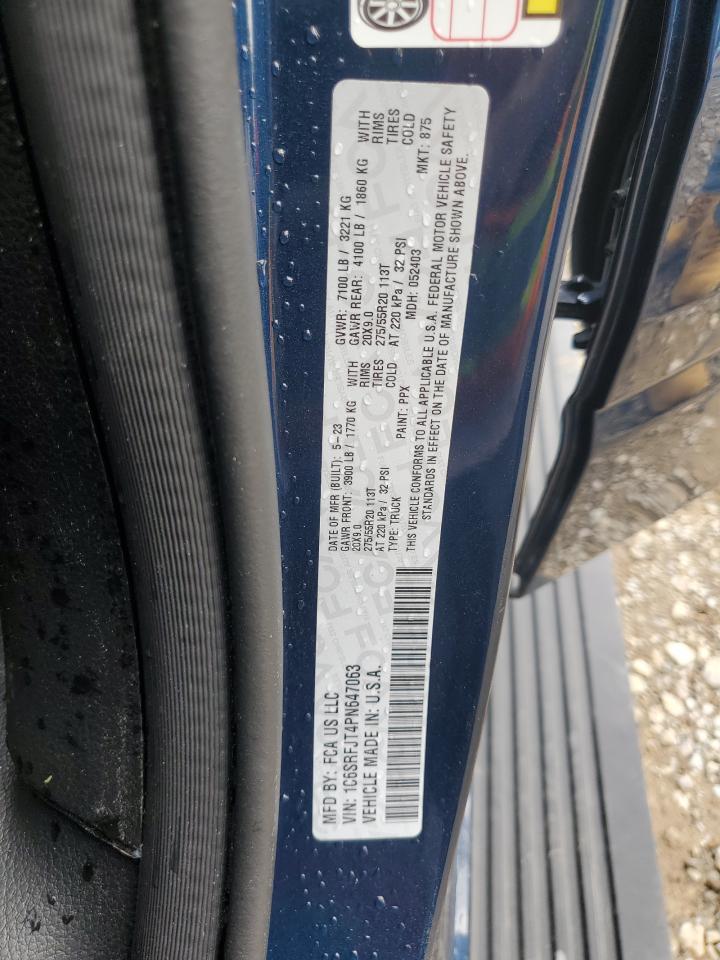 MFD BY: FCA US LLC
DATE OF MFR (BUILT): 5-23
GVWR: 7100 LB / 3221 KG
VIN: 1C6SRFJT4PN647063
GAWR FRONT: 3900 LB / 1770 KG WITH
GAWR REAR: 4100 LB / 1860 KG WITH
VEHICLE MADE IN: U.S.A.
20X9.0 RIMS
20X9.0 RIMS
275/55R20 113T TIRES
275/55R20 113T TIRES
AT 220 kPa / 32 PSI COLD
AT 220 kPa / 32 PSI COLD
TYPE: TRUCK
PAINT: PPX
MDH: 052403
MKT: 875
THIS VEHICLE CONFORMS TO ALL APPLICABLE U.S.A. FEDERAL MOTOR VEHICLE SAFETY
STANDARDS IN EFFECT ON THE DATE OF MANUFACTURE SHOWN ABOVE.